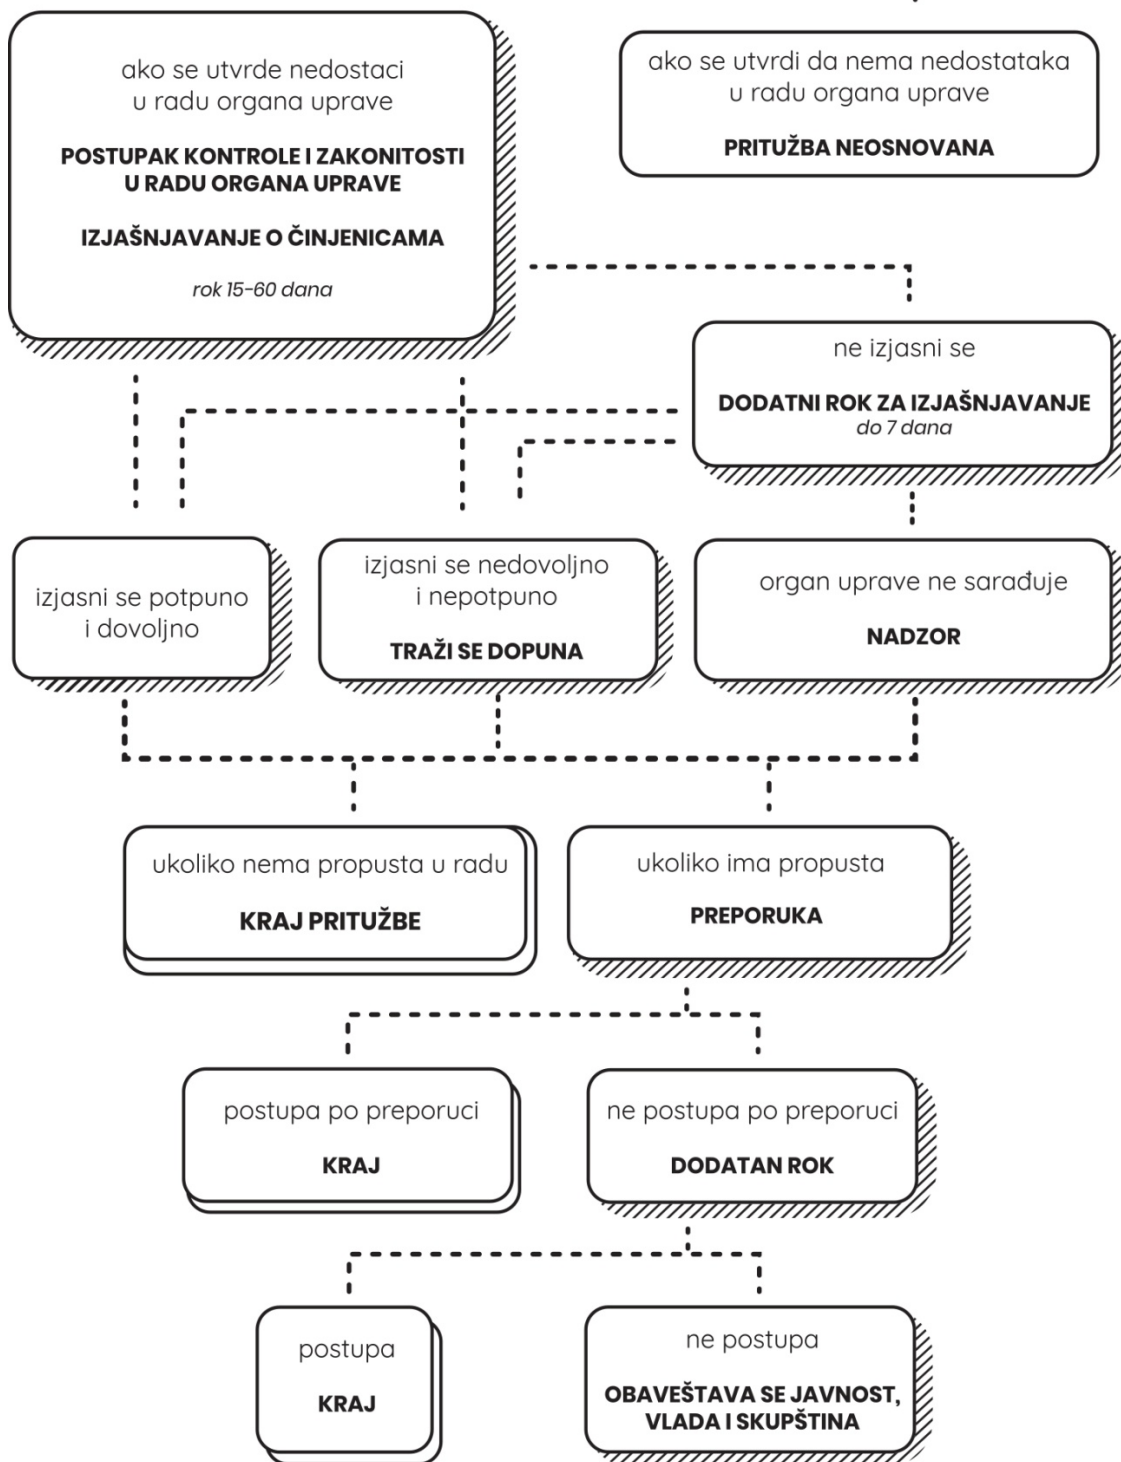 ako se utvrde nedostaci
u radu organa uprave
POSTUPAK KONTROLE I ZAKONITOSTI
U RADU ORGANA UPRAVE
IZJAŠNJAVANJE O ČINJENICAMA
rok 15-60 dana
ako se utvrdi da nema nedostataka
u radu organa uprave
PRITUŽBA NEOSNOVANA
ne izjasni se
DODATNI ROK ZA IZJAŠNJAVANJE
do 7 dana
izjasni se potpuno
i dovoljno
izjasni se nedovoljno
i nepotpuno
TRAŽI SE DOPUNA
organ uprave ne sarađuje
NADZOR
ukoliko nema propusta u radu
KRAJ PRITUŽBE
ukoliko ima propusta
PREPORUKA
postupa po preporuci
KRAJ
ne postupa po preporuci
DODATAN ROK
postupa
KRAJ
ne postupa
OBAVEŠTAVA SE JAVNOST,
VLADA I SKUPŠTINA